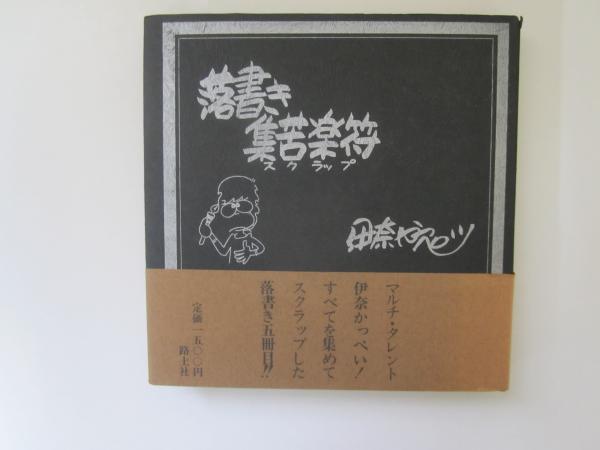 落書き
集苦楽符
スクラップ
伊奈かっぺい
マルチ・タレント
伊奈かっぺい!
すべてを集めて
スクラップした
落書き五冊目!!
定価一五〇〇円
路上社